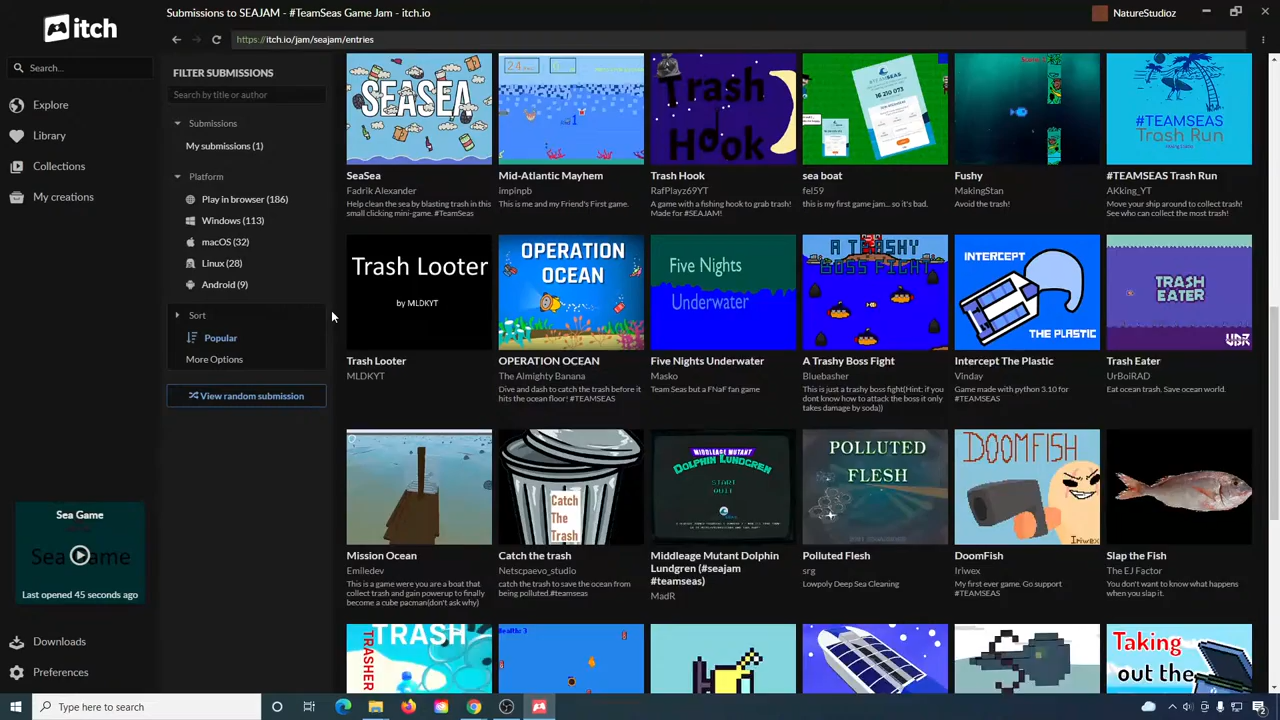 Submissions to SEAJAM - #TeamSeas Game Jam - itch.io
NatureStudioz
itch
https://itch.io/jam/seajam/entries
Search...
Explore
Library
Collections
My creations
FILTER SUBMISSIONS
Search by title or author
Submissions
My submissions (1)
Platform
Play in browser (186)
Windows (113)
macOS (32)
Linux (28)
Android (9)
Sort
Popular
More Options
View random submission
Sea Game
Sea Game
Last opened 45 seconds ago
Downloads
Preferences
SEASEA
SeaSea
Fadrik Alexander
Help clean the sea by blasting trash in this
small clicking mini-game. #TeamSeas
Mid-Atlantic Mayhem
impinpb
This is me and my Friend's First game.
Trash
Hook
Trash Hook
RafPlayz69YT
A game with a fishing hook to grab trash!
Made for #SEAJAM!
16 210 073
sea boat
fel59
this is my first game jam... so it's bad.
Fushy
MakingStan
Avoid the trash!
#TEAMSEAS
Trash Run
#TEAMSEAS Trash Run
AKking_YT
Move your ship around to collect trash!
See who can collect the most trash!
Trash Looter
by MLDKYT
Trash Looter
MLDKYT
OPERATION
OCEAN
OPERATION OCEAN
The Almighty Banana
Dive and dash to catch the trash before it
hits the ocean floor! #TEAMSEAS
Five Nights
Underwater
Five Nights Underwater
Masko
Team Seas but a FNaF fan game
A TRASHY
BOSS FIGHT
A Trashy Boss Fight
Bluebasher
This is just a trashy boss fight(Hint: if you
dont know how to attack the boss it only
takes damage by soda))
INTERCEPT
THE PLASTIC
Intercept The Plastic
Vinday
Game made with python 3.10 for
#TEAMSEAS
TRASH
EATER
UBR
Trash Eater
UrBolRAD
Eat ocean trash. Save ocean world.
Mission Ocean
Emiledev
This is a game were you are a boat that
collect trash and gain powerup to finally
become a cube pacman(don't ask why)
Catch
The
Trash
Catch the trash
Netscpaevo_studio
catch the trash to save the ocean from
being polluted.#teamseas
MIDDLEAGE MUTANT
DOLPHIN LUNDGREN
START
QUIT
Middleage Mutant Dolphin
Lundgren (#seajam
#teamseas)
MadR
POLLUTED
FLESH
Polluted Flesh
srg
Lowpoly Deep Sea Cleaning
DOOMFISH
Iriwex
DoomFish
Iriwex
My first ever game. Go support
#TEAMSEAS
Slap the Fish
The EJ Factor
You don't want to know what happens
when you slap it.
TRASH
TRASHER
Health: 3
Taking
out the
Type here to search